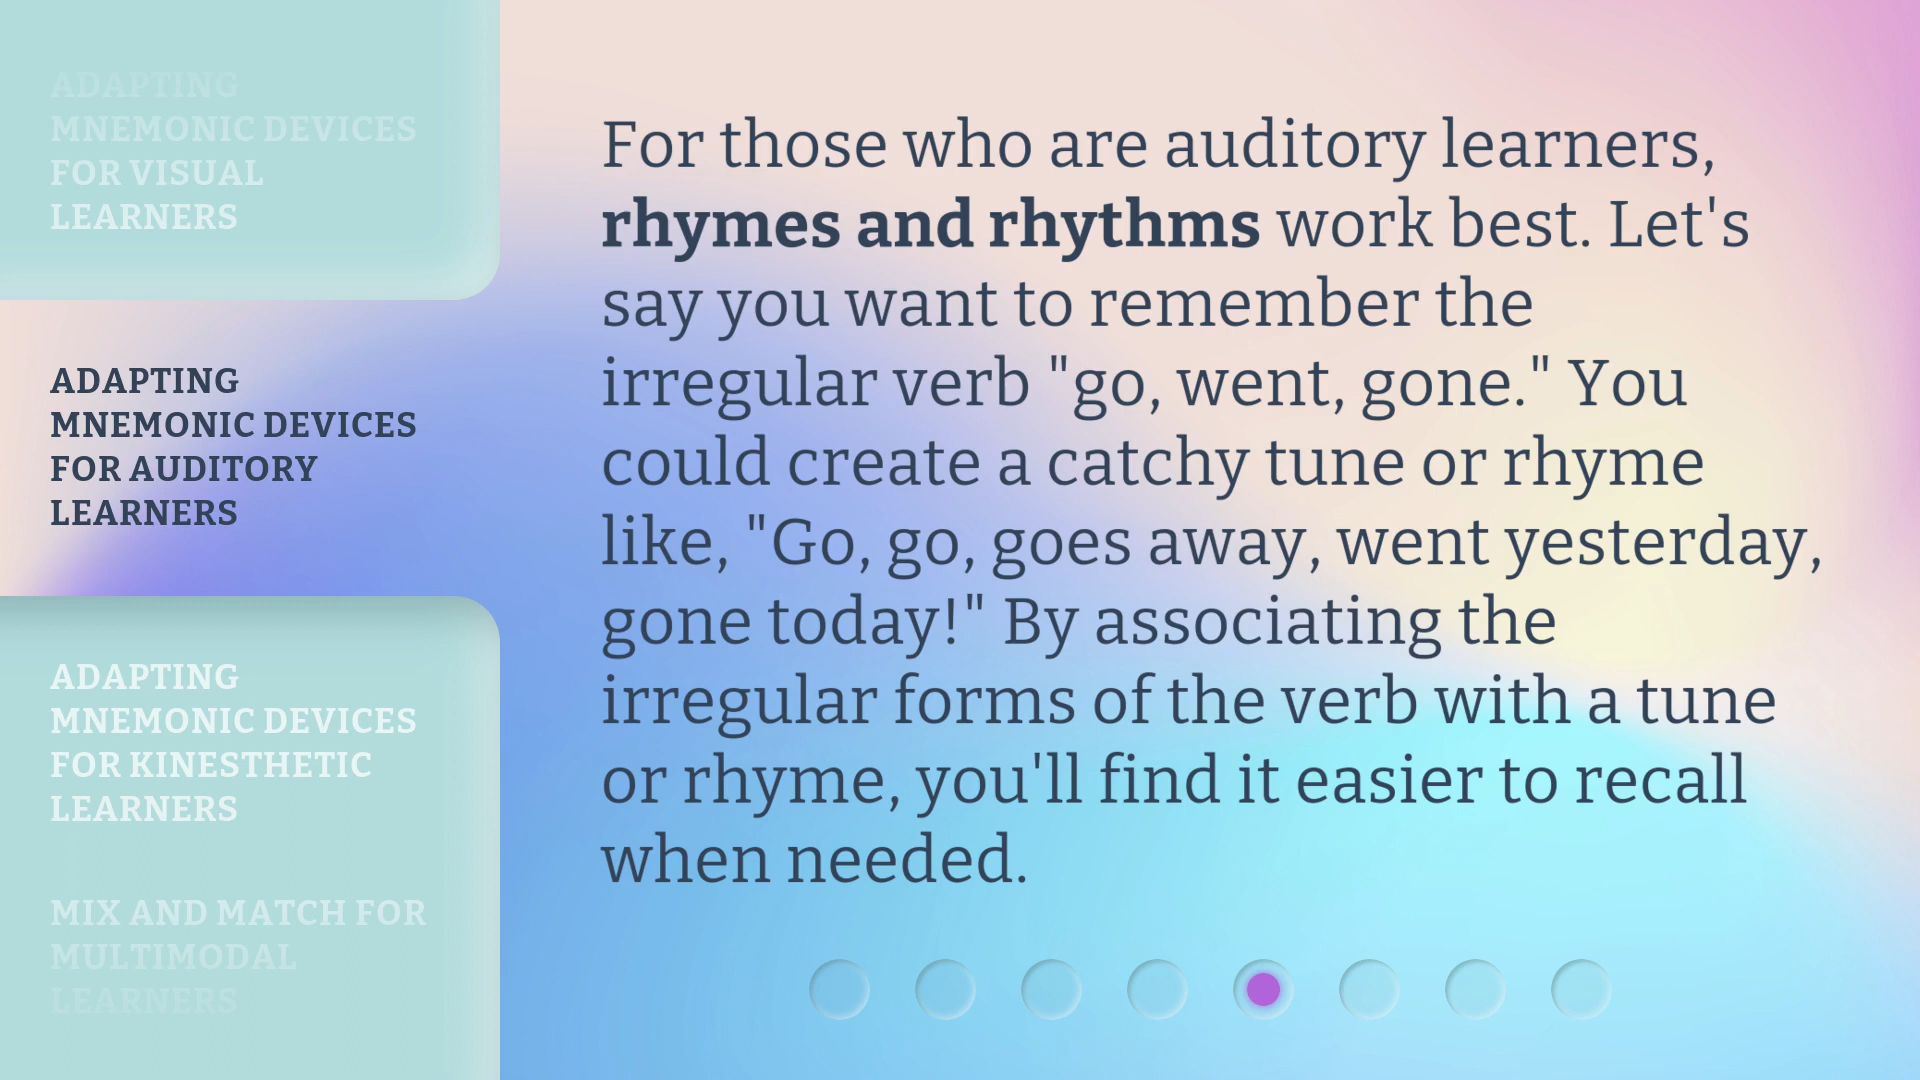 ADAPTING
MNEMONIC DEVICES
FOR VISUAL
LEARNERS
ADAPTING
MNEMONIC DEVICES
FOR AUDITORY
LEARNERS
ADAPTING
MNEMONIC DEVICES
FOR KINESTHETIC
LEARNERS
MIX AND MATCH FOR
MULTIMODAL
LEARNERS
For those who are auditory learners,
rhymes and rhythms work best. Let's
say you want to remember the
irregular verb "go, went, gone." You
could create a catchy tune or rhyme
like, "Go, go, goes away, went yesterday,
gone today!" By associating the
irregular forms of the verb with a tune
or rhyme, you'll find it easier to recall
when needed.